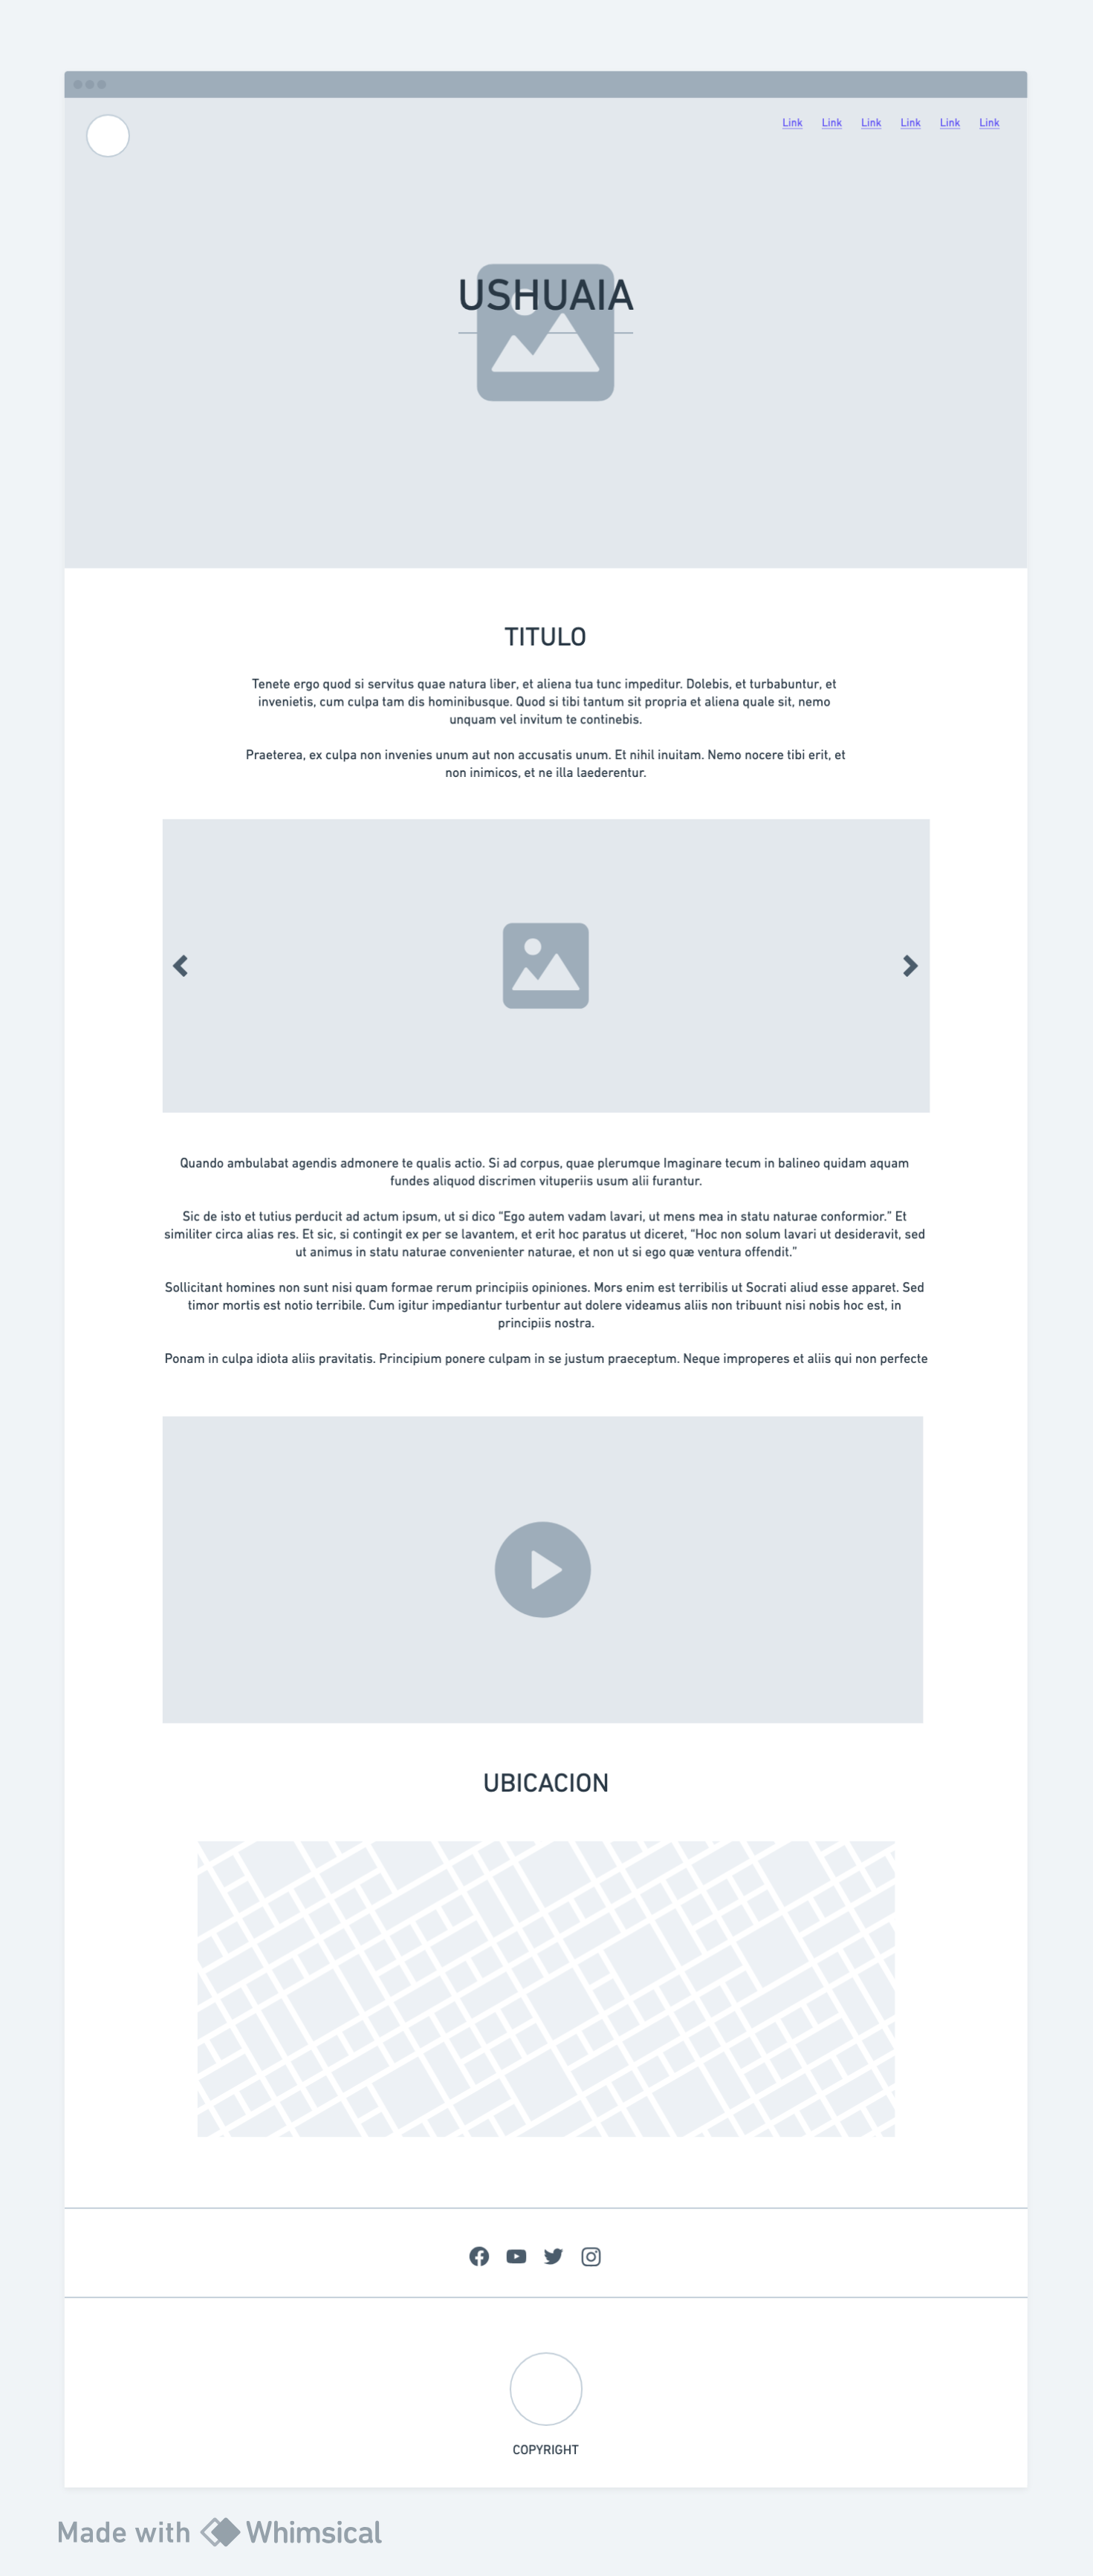 Link Link Link Link Link Link
USHUAIA
TITULO
Tenete ergo quod si servitus quae natura liber, et aliena tua tunc impeditur. Dolebis, et turbabuntur, et
invenietis, cum culpa tam dis hominibusque. Quod si tibi tantum sit propria et aliena quale sit, nemo
unquam vel invitum te continebis.
Praeterea, ex culpa non invenies unum aut non accusatis unum. Et nihil inuitam. Nemo nocere tibi erit, et
non inimicos, et ne illa laederentur.
Quando ambulabat agendis admonere te qualis actio. Si ad corpus, quae plerumque Imaginare tecum in balineo quidam aquam
fundes aliquod discrimen vituperiis usum alii furantur.
Sic de isto et tutius perducit ad actum ipsum, ut si dico “Ego autem vadam lavari, ut mens mea in statu naturae conformior.” Et
similiter circa alias res. Et sic, si contingit ex per se lavantem, et erit hoc paratus ut diceret, “Hoc non solum lavari ut desideravit, sed
ut animus in statu naturae convenienter naturae, et non ut si ego quæ ventura offendit.”
Sollicitant homines non sunt nisi quam formae rerum principiis opiniones. Mors enim est terribilis ut Socrati aliud esse apparet. Sed
timor mortis est notio terribile. Cum igitur impediantur turbentur aut dolere videamus aliis non tribuunt nisi nobis hoc est, in
principiis nostra.
Ponam in culpa idiota aliis pravitatis. Principium ponere culpam in se justum praeceptum. Neque improperes et aliis qui non perfecte
UBICACION
COPYRIGHT
Made with Whimsical